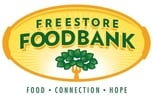 FREESTORE
FOODBANK
FOOD • CONNECTION • HOPE